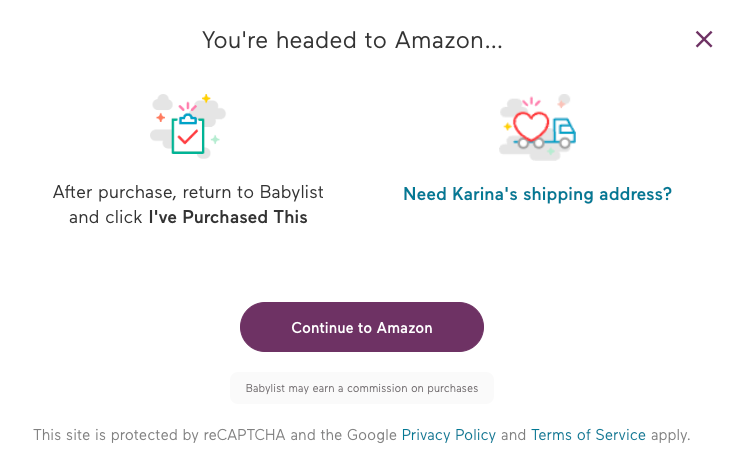 You're headed to Amazon...
After purchase, return to Babylist
and click I've Purchased This
Need Karina's shipping address?
Continue to Amazon
Babylist may earn a commission on purchases
This site is protected by reCAPTCHA and the Google Privacy Policy and Terms of Service apply.